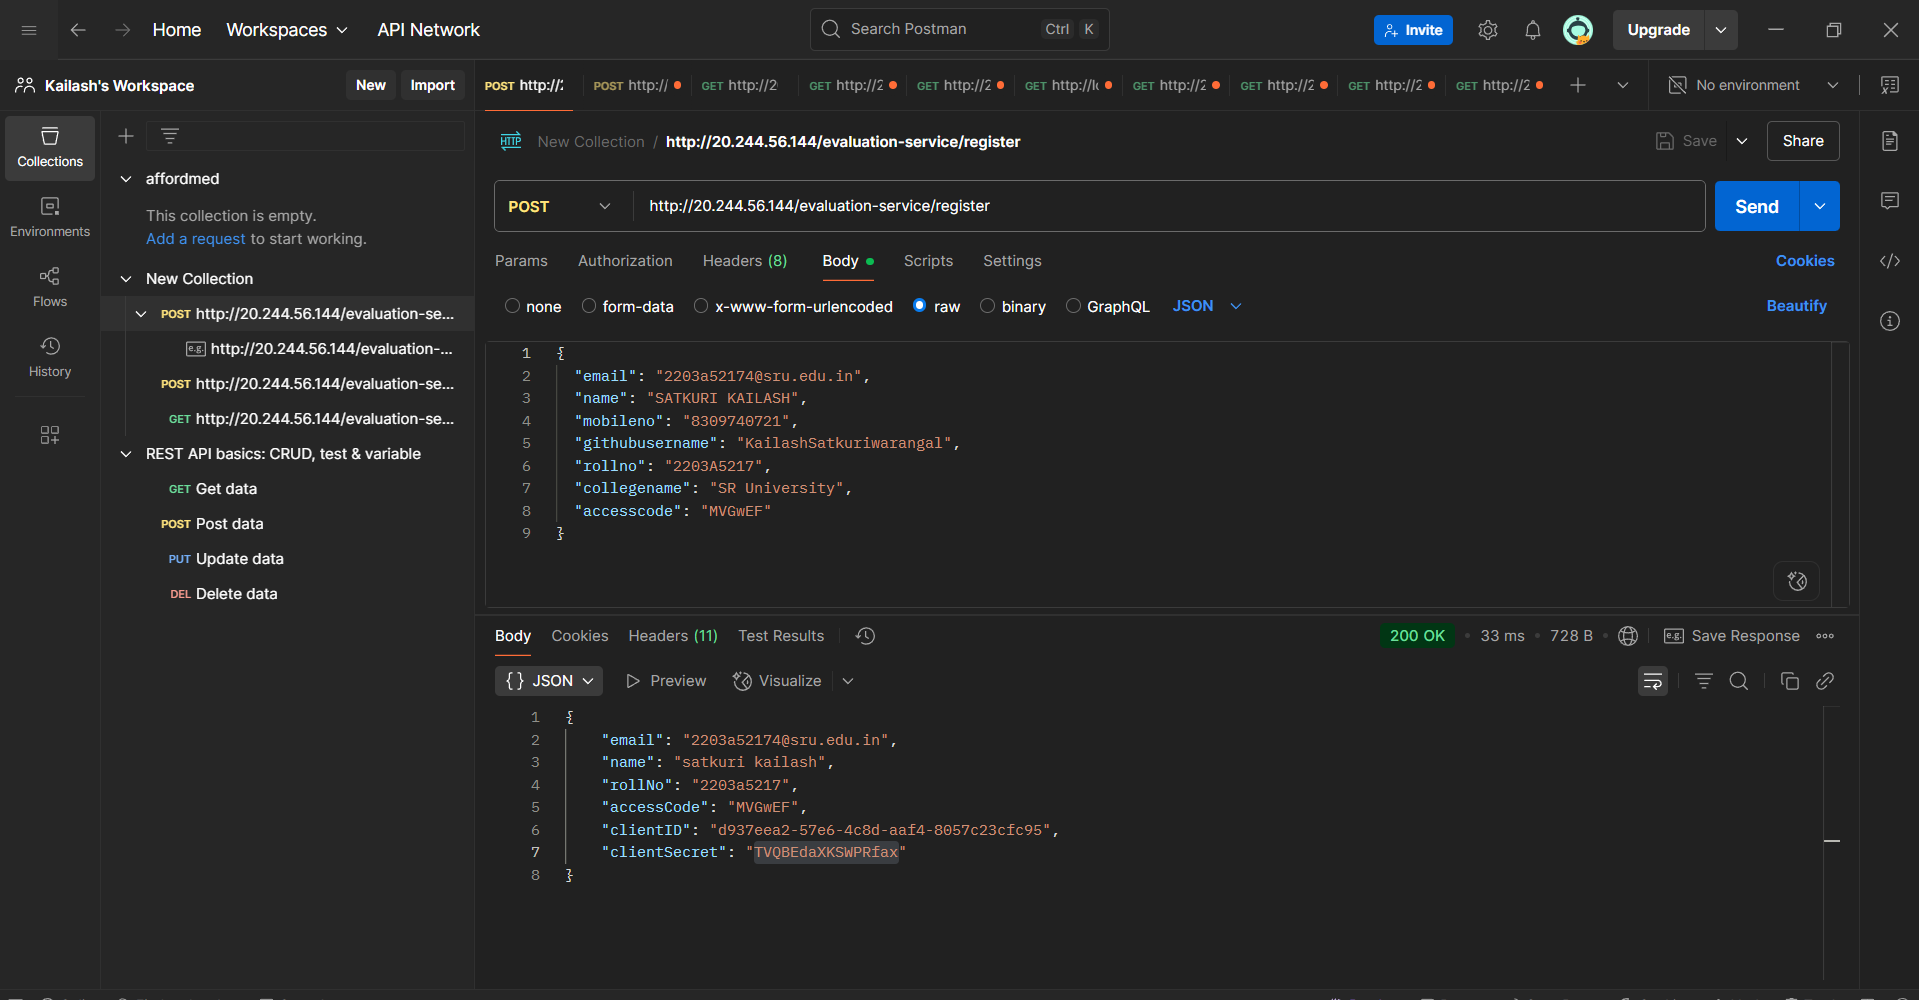 Home Workspaces API Network Search Postman Ctrl K Invite Upgrade
Kailash's Workspace New Import POST http://2 POST http:// GET http://2 GET http://2 GET http://2 GET http://lo GET http://2 GET http://2 GET http://2 GET http://2 No environment
Collections
Environments
Flows
History
affordmed
This collection is empty.
Add a request to start working.
New Collection
POST http://20.244.56.144/evaluation-se...
e.g. http://20.244.56.144/evaluation-...
POST http://20.244.56.144/evaluation-se...
GET http://20.244.56.144/evaluation-se...
REST API basics: CRUD, test & variable
GET Get data
POST Post data
PUT Update data
DEL Delete data
HTTP New Collection / http://20.244.56.144/evaluation-service/register Save Share
POST http://20.244.56.144/evaluation-service/register Send
Params Authorization Headers (8) Body Scripts Settings Cookies
none form-data x-www-form-urlencoded raw binary GraphQL JSON Beautify
1 {
2 "email": "2203a52174@sru.edu.in",
3 "name": "SATKURI KAILASH",
4 "mobileno": "8309740721",
5 "githubusername": "KailashSatkuriwarangal",
6 "rollno": "2203A5217",
7 "collegename": "SR University",
8 "accesscode": "MVGwEF"
9 }
Body Cookies Headers (11) Test Results 200 OK 33 ms 728 B e.g. Save Response
{} JSON Preview Visualize
1 {
2 "email": "2203a52174@sru.edu.in",
3 "name": "satkuri kailash",
4 "rollNo": "2203a5217",
5 "accessCode": "MVGwEF",
6 "clientID": "d937eea2-57e6-4c8d-aaf4-8057c23cfc95",
7 "clientSecret": "TVQBEdaXKSWPRfax"
8 }